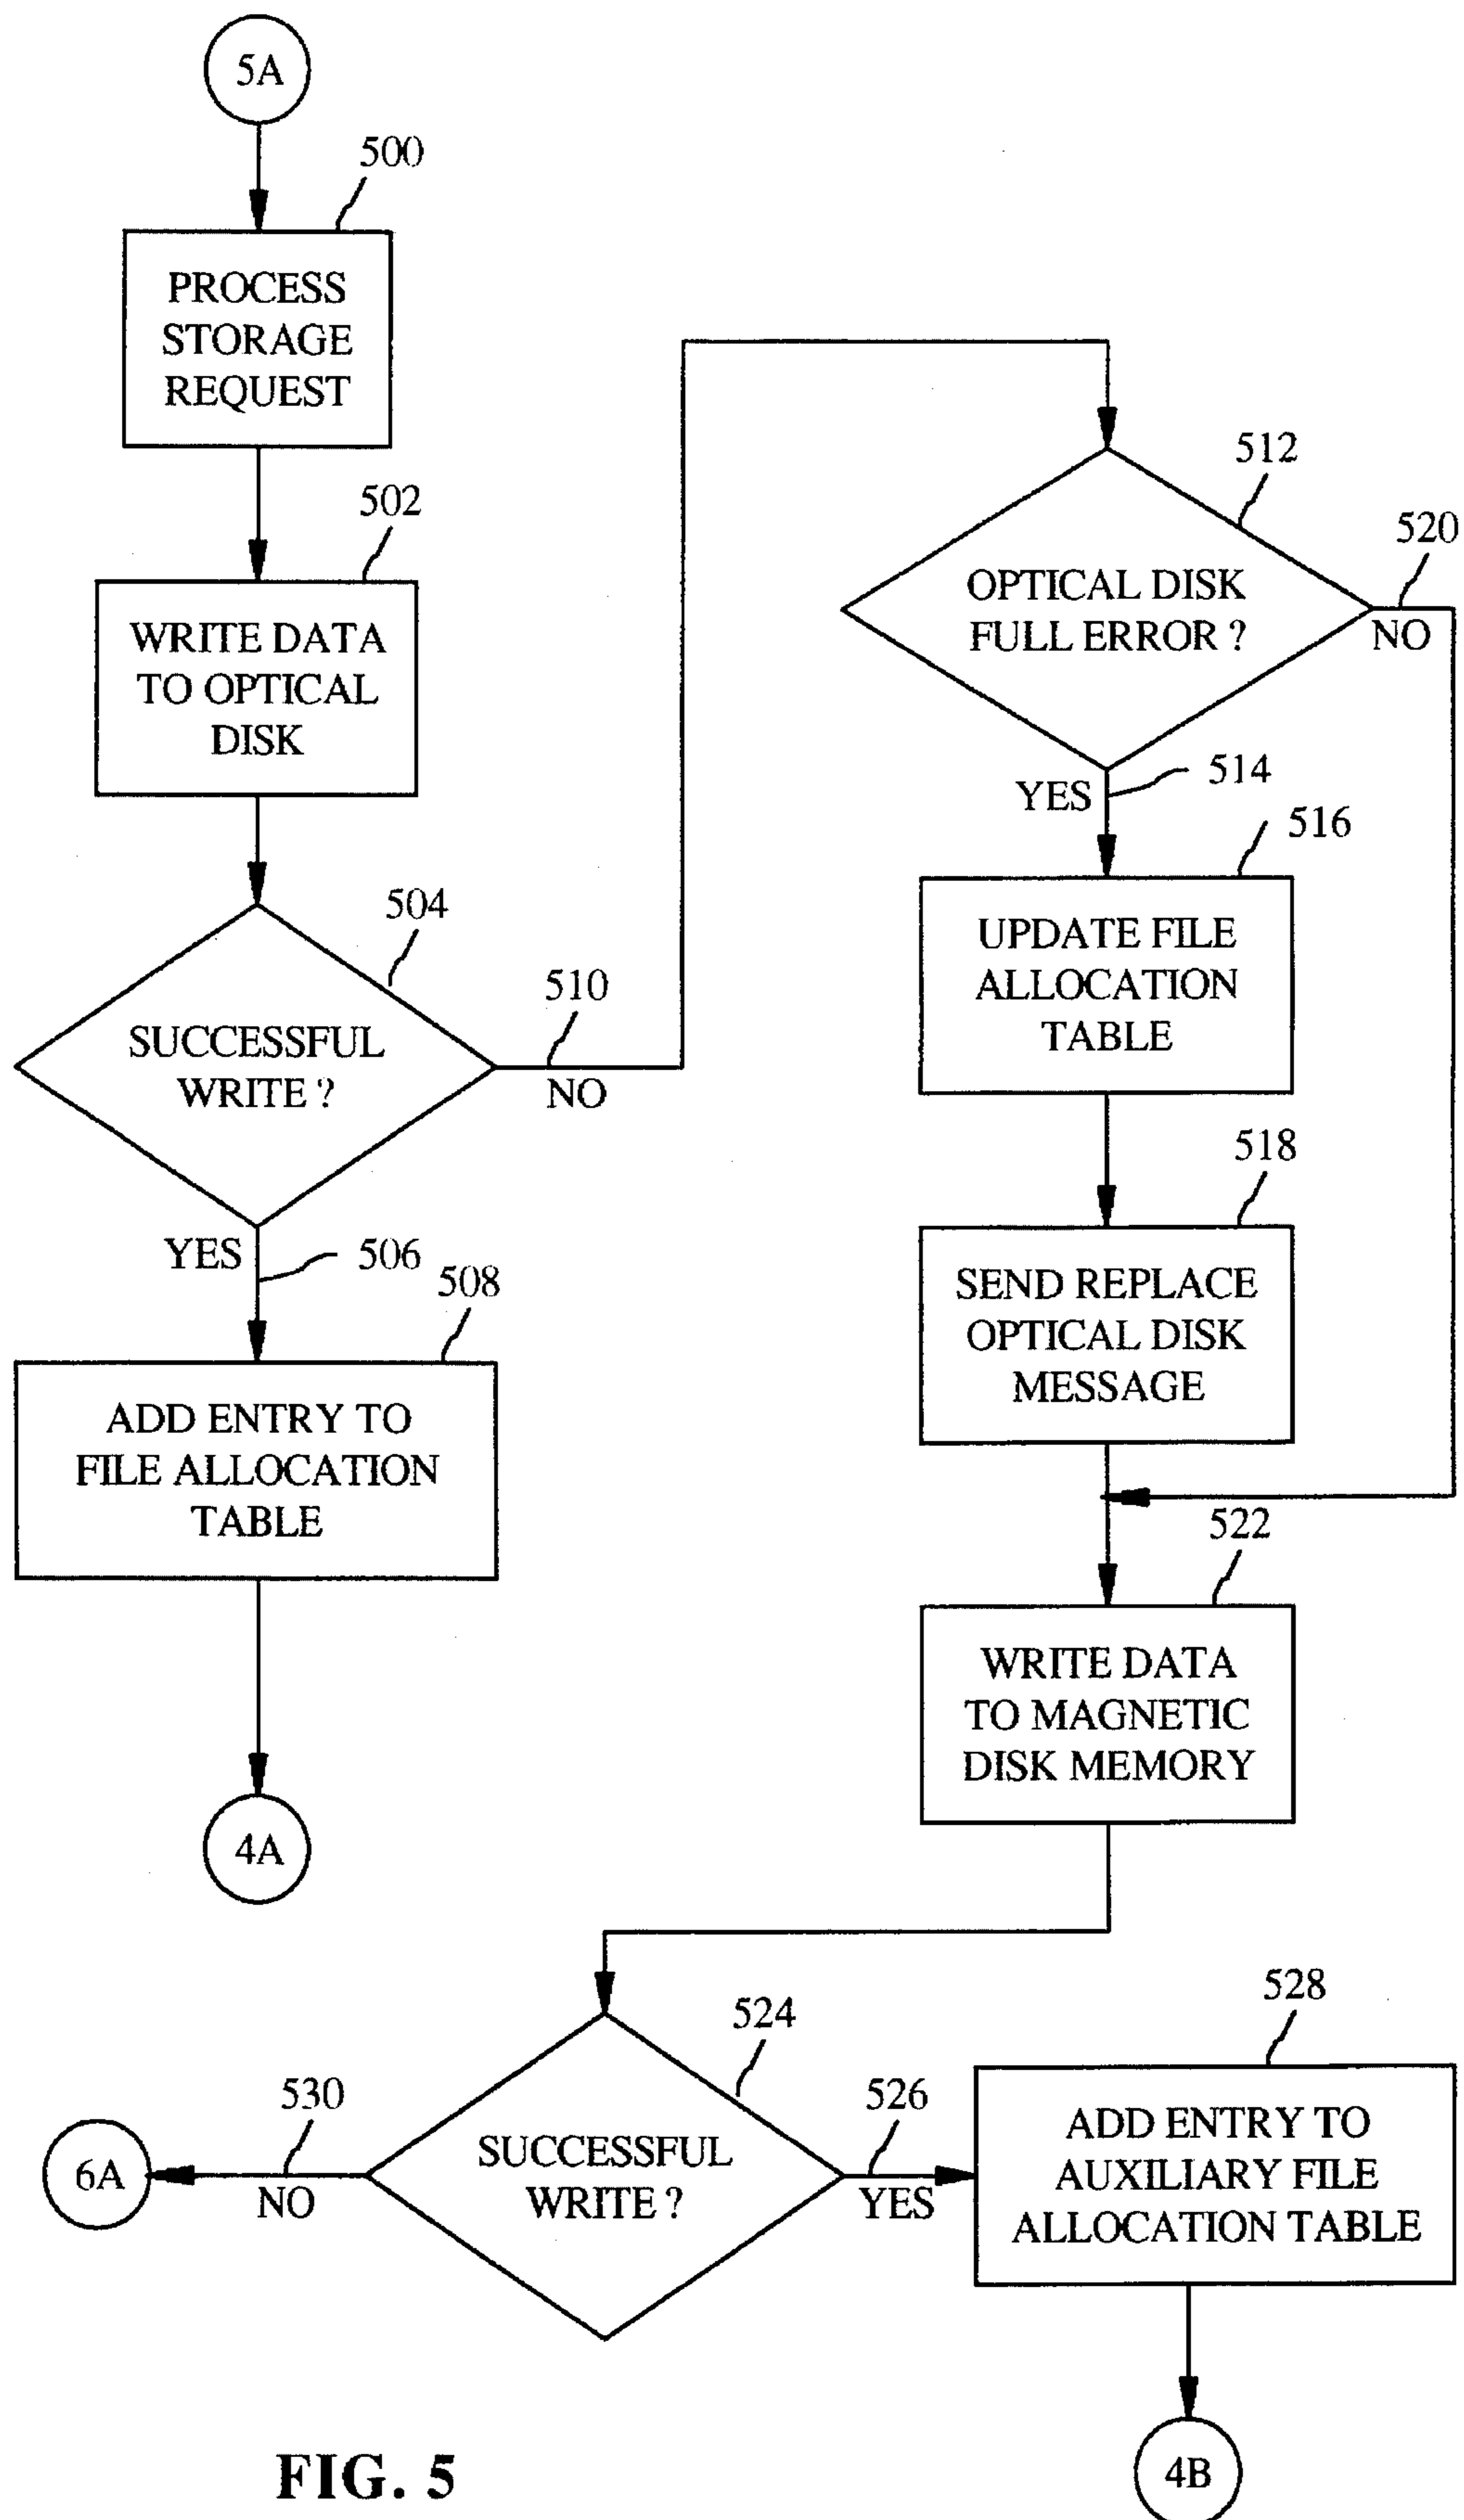 5A
500
PROCESS
STORAGE
REQUEST
502
WRITE DATA
TO OPTICAL
DISK
504
SUCCESSFUL
WRITE ?
510
NO
YES
506
508
ADD ENTRY TO
FILE ALLOCATION
TABLE
4A
512
OPTICAL DISK
FULL ERROR ?
520
NO
YES
514
516
UPDATE FILE
ALLOCATION
TABLE
518
SEND REPLACE
OPTICAL DISK
MESSAGE
522
WRITE DATA
TO MAGNETIC
DISK MEMORY
524
SUCCESSFUL
WRITE ?
530
NO
6A
526
YES
528
ADD ENTRY TO
AUXILIARY FILE
ALLOCATION TABLE
4B
FIG. 5